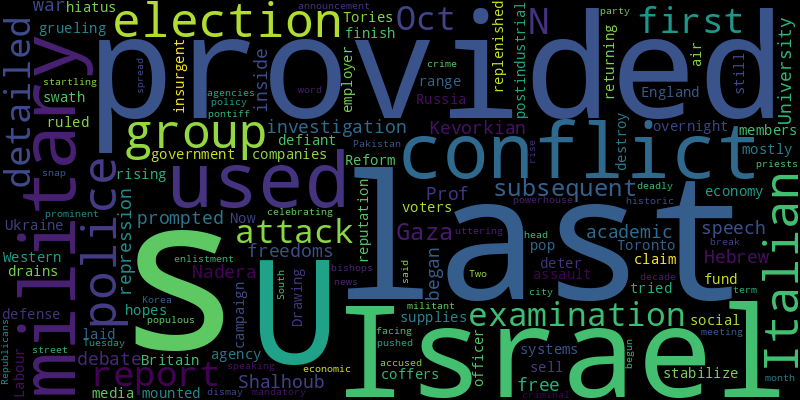 war
hiatus
announcement
Tories
finish
Oct
N
party
first
election
grueling
provided
detailed
startling
swath
ruled
insurgent
spread
agencies
policy
pontiff
inside
employer
range
Russia
crime
word
replenished
postindustrial
air
returning
England
still
University
military
group
investigation
defiant
Kevorkian
conflict
destroy
overnight
members
mostly
priests
government
companies
Pakistan
Reform
rise
deadly
historic
economy
rising
snap
prominent
police
used
last
subsequent
powerhouse
Prof
voters
reputation
Ukraine
repression
prompted
Now
celebrating
attack
Gaza
uttering
academic
speech
break
Western
drains
su
enlistment
Nadera
freedoms
bishops
news
said
began
head
pop
deter
assault
Toronto
claim
Hebrew
decade
fund
term
Italian
Two
city
tried
defense
hopes
Korea
populous
campaign
South
Drawing
militant
supplies
examination
social
meeting
laid
Tuesday
street
Republicans
Labour
debate
Britain
agency
speaking
economic
Israel
facing
pushed
accused
coffers
officer
systems
sell
free
begun
criminal
stabilize
month
report
media
mounted
dismay
Shalhoub
mandatory